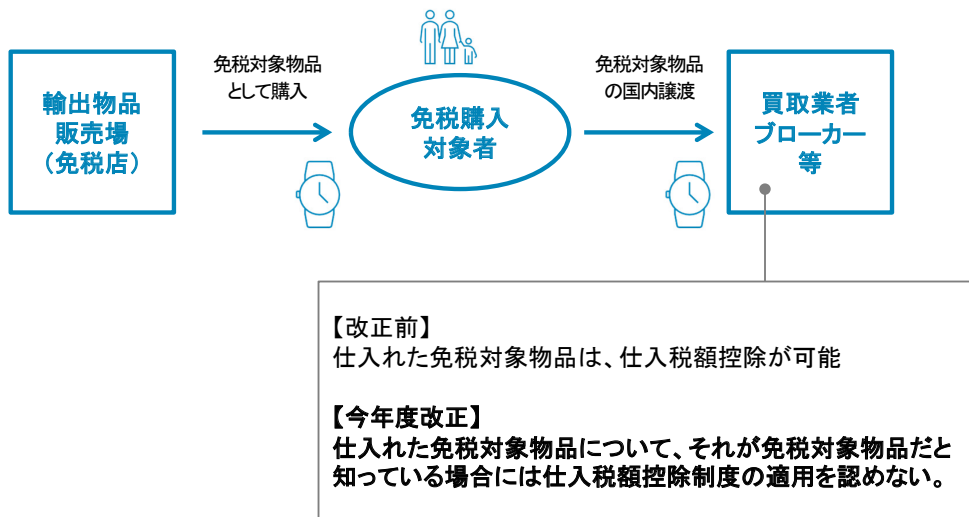 輸出物品
販売場
（免税店）
免税対象物品
として購入
免税購入
対象者
免税対象物品
の国内譲渡
買取業者
ブローカー
等
【改正前】
仕入れた免税対象物品は、仕入税額控除が可能
【今年度改正】
仕入れた免税対象物品について、それが免税対象物品だと
知っている場合には仕入税額控除制度の適用を認めない。